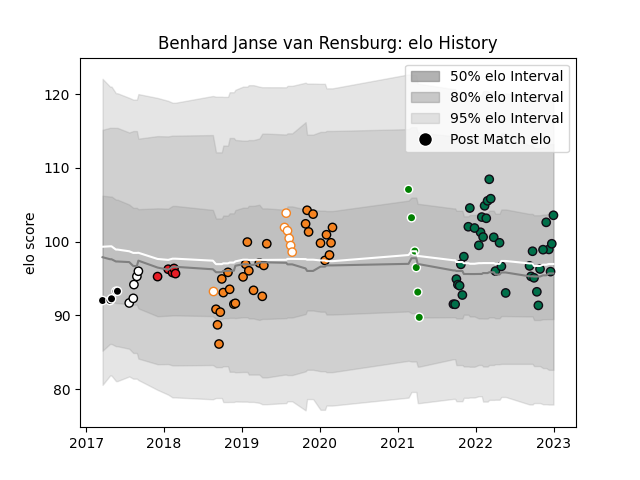 Benhard Janse van Rensburg: elo History
50% elo Interval
80% elo Interval
95% elo Interval
Post Match elo
elo score
120
110
100
90
80
2017
2018
2019
2020
2021
2022
2023